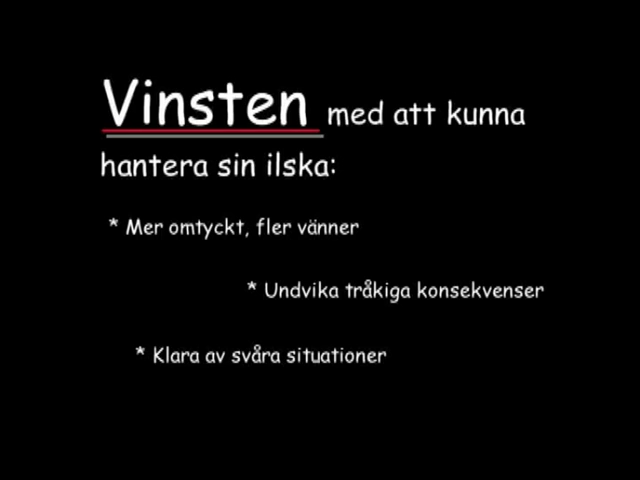 Vinsten med att kunna
hantera sin ilska:
* Mer omtyckt, fler vänner
* Undvika tråkiga konsekvenser
* Klara av svåra situationer